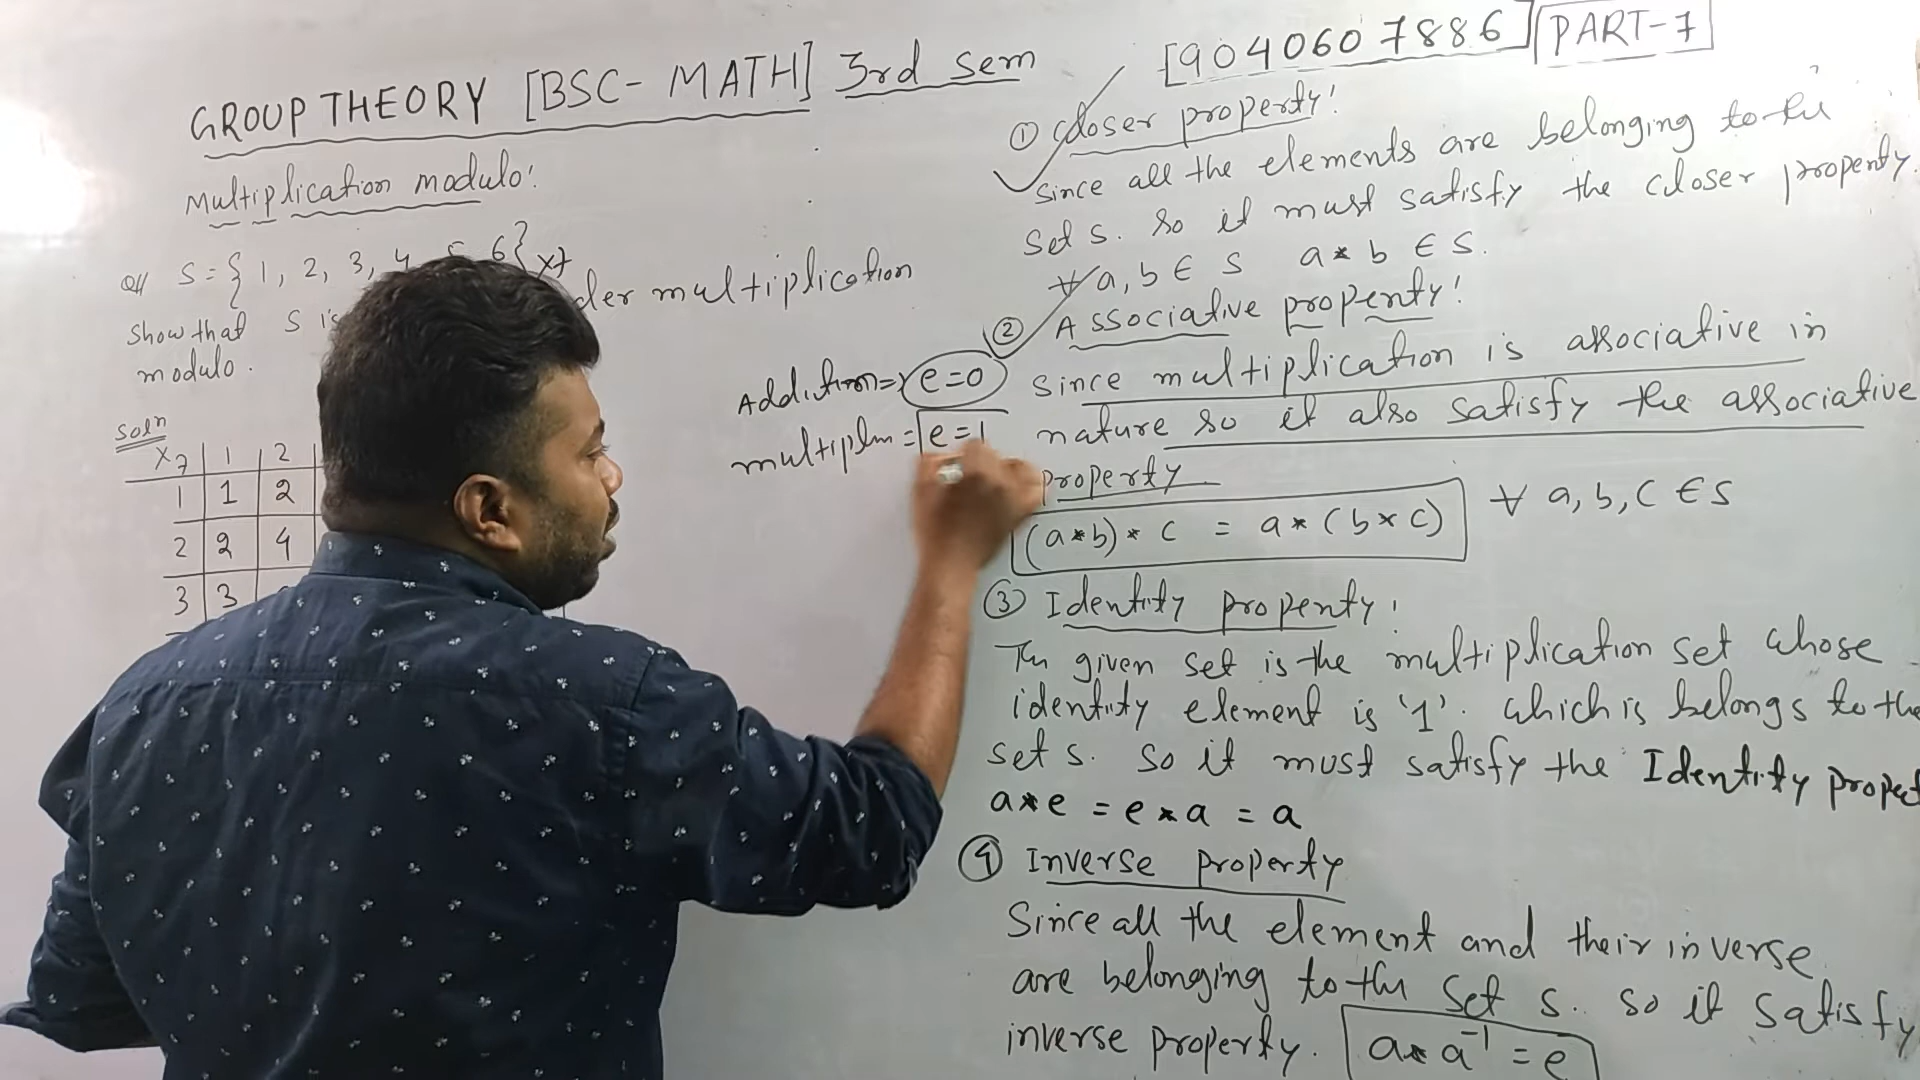 GROUP THEORY [BSC- MATH] 3rd sem
[9040607886] PART-7
Multiplication modulo!
Q// S = { 1, 2, 3, 4, 5, 6} x7
Show that S is der multiplication
modulo.
Soln
x7 1 2
1 1 2
2 2 4
3 3
Addition => e=0
multiplm = e=1
① closer property!
Since all the elements are belonging to the
Set s. so it must satisfy the closer property.
∀ a, b ∈ S a * b ∈ S.
② Associative property!
Since multiplication is associative in
nature so it also satisfy the associative
property
(a*b) * c = a * (b * c) ∀ a, b, c ∈ S
③ Identity property!
The given set is the multiplication set whose
identity element is '1'. which is belongs to the
set s. so it must satisfy the Identity propert
a*e = e*a = a
④ Inverse property
Since all the element and their inverse
are belonging to the set s. so it satisfy
inverse property. a * a⁻¹ = e